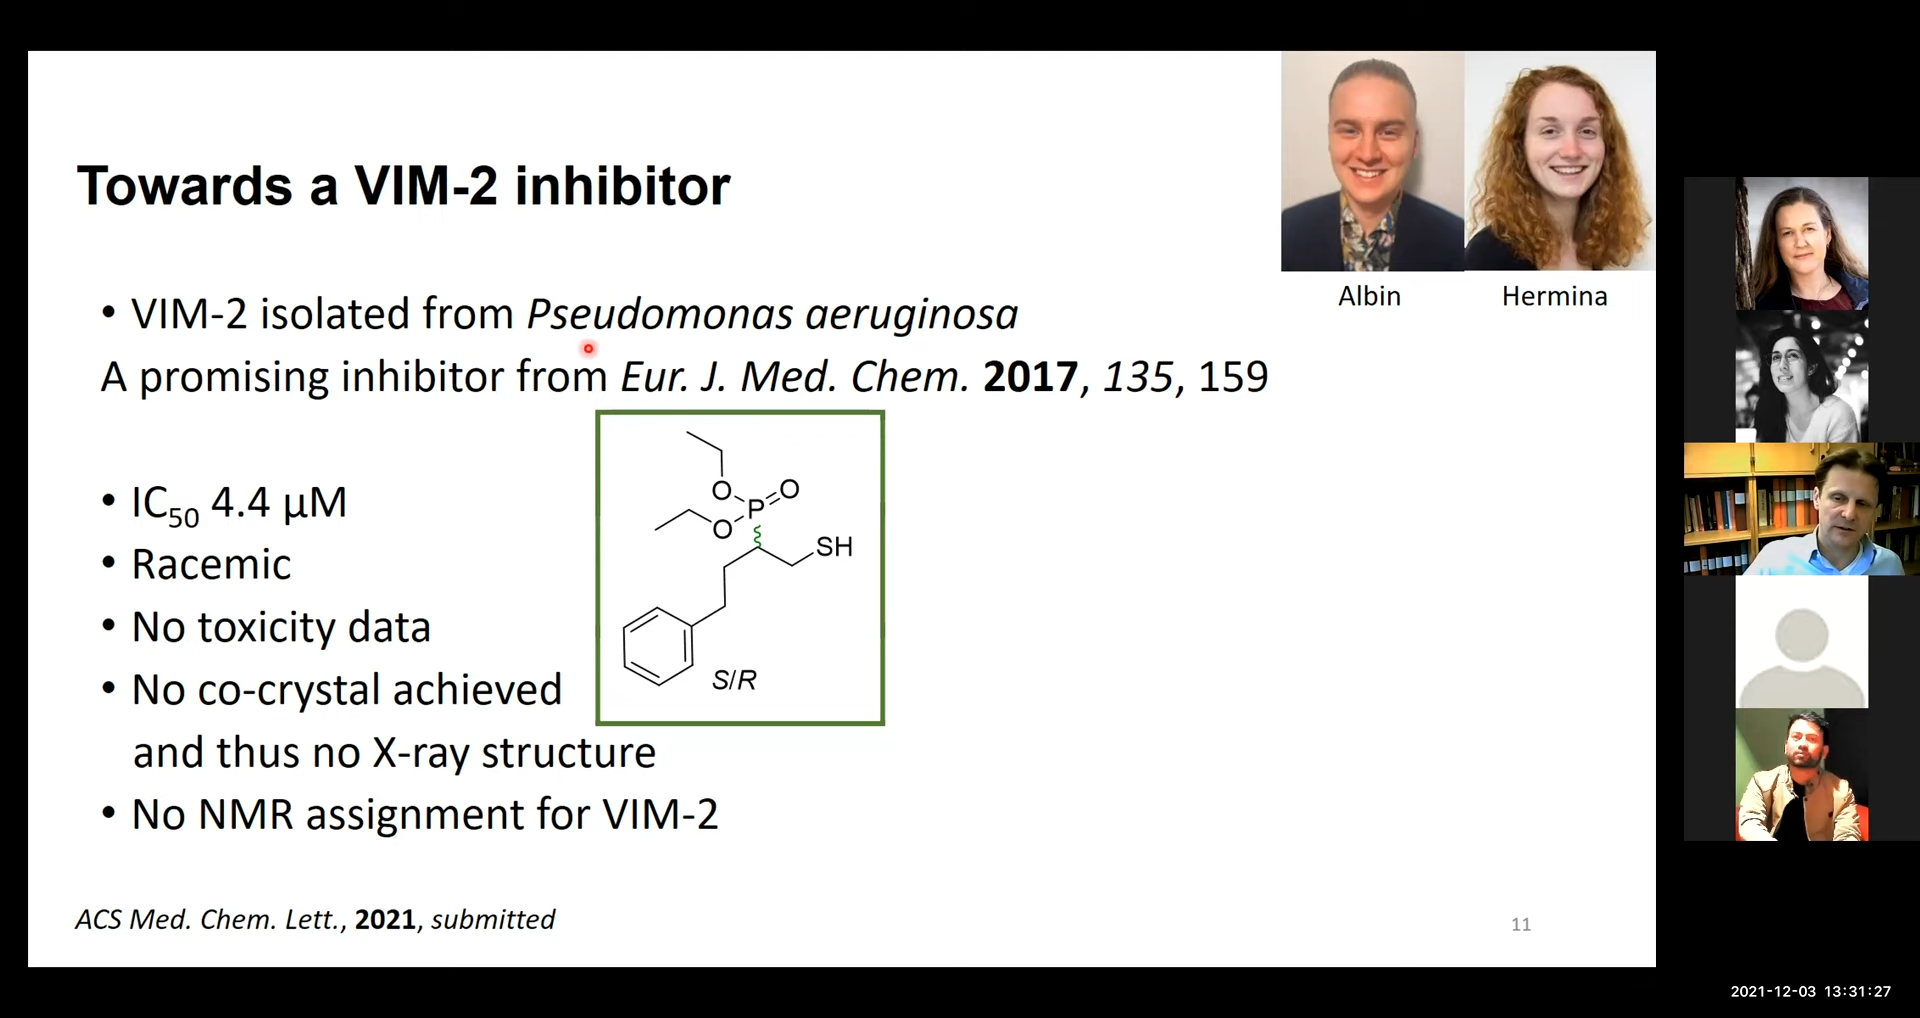 Towards a VIM-2 inhibitor
Albin
Hermina
• VIM-2 isolated from Pseudomonas aeruginosa
A promising inhibitor from Eur. J. Med. Chem. 2017, 135, 159
• IC50 4.4 µM
• Racemic
• No toxicity data
• No co-crystal achieved
and thus no X-ray structure
• No NMR assignment for VIM-2
O
P
O
O
SH
S/R
ACS Med. Chem. Lett., 2021, submitted
11
2021-12-03 13:31:27